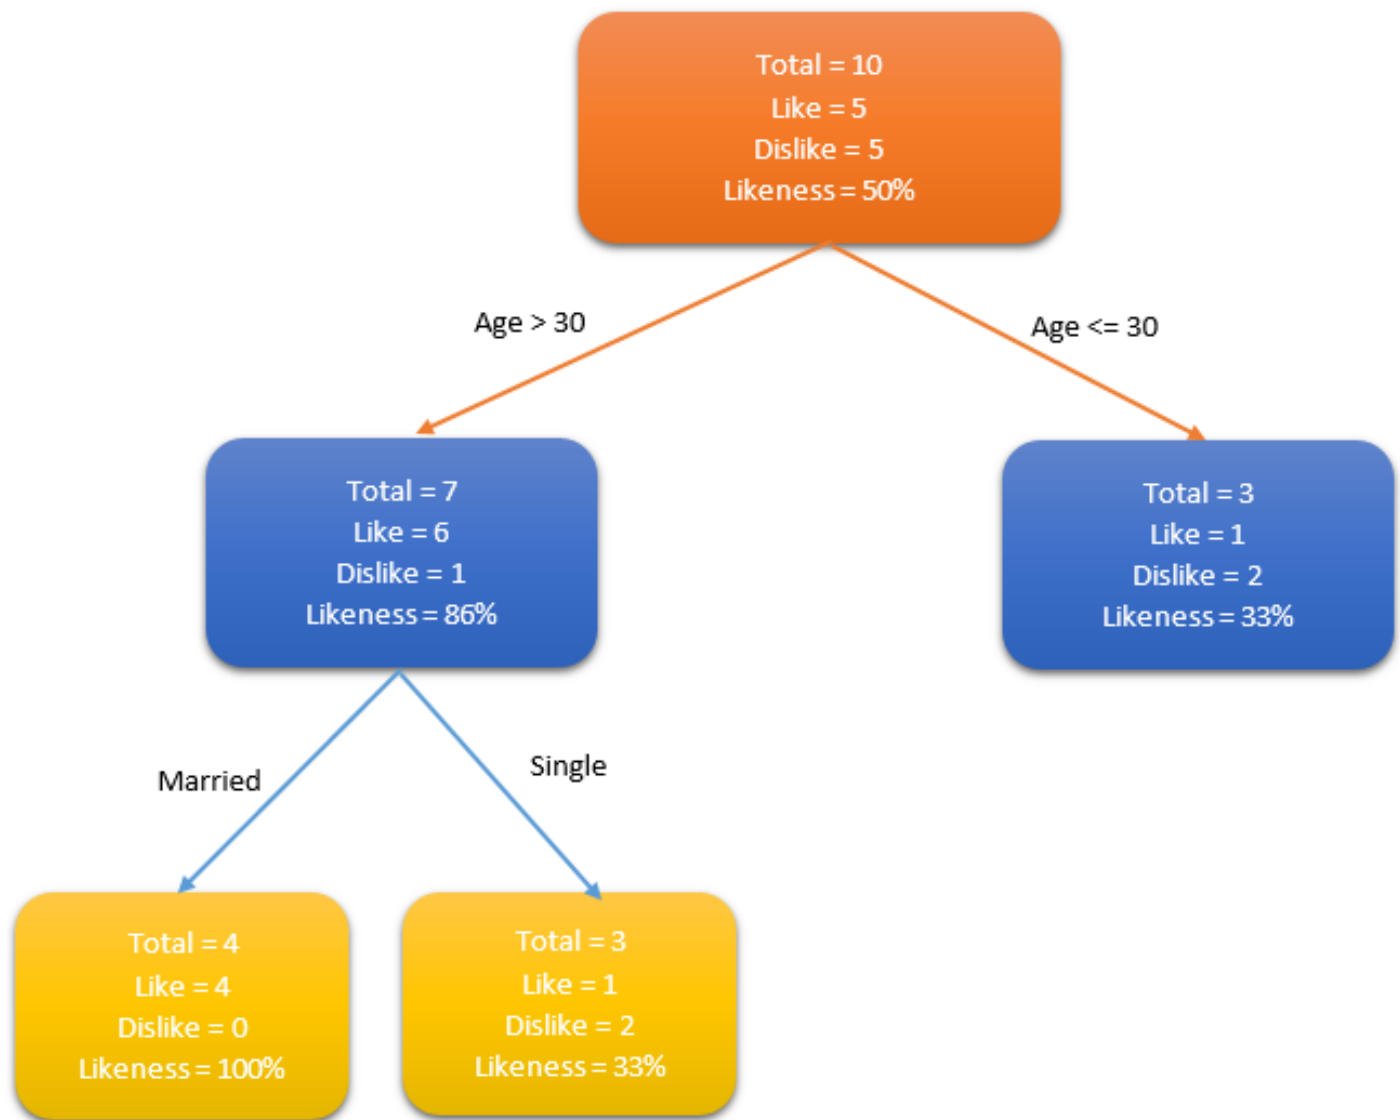 Total = 10
Like = 5
Dislike = 5
Likeness = 50%
Age > 30
Age <= 30
Total = 7
Like = 6
Dislike = 1
Likeness = 86%
Total = 3
Like = 1
Dislike = 2
Likeness = 33%
Married
Single
Total = 4
Like = 4
Dislike = 0
Likeness = 100%
Total = 3
Like = 1
Dislike = 2
Likeness = 33%